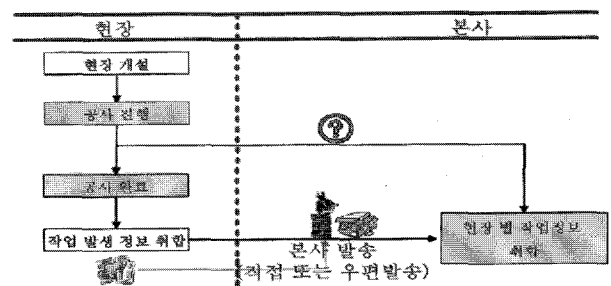 현장
본사
현장 개설
공사 진행
?
공사 완료
작업 발생 정보 취합
본사 발송
(직접 또는 우편발송)
현장 별 작업정보
취합